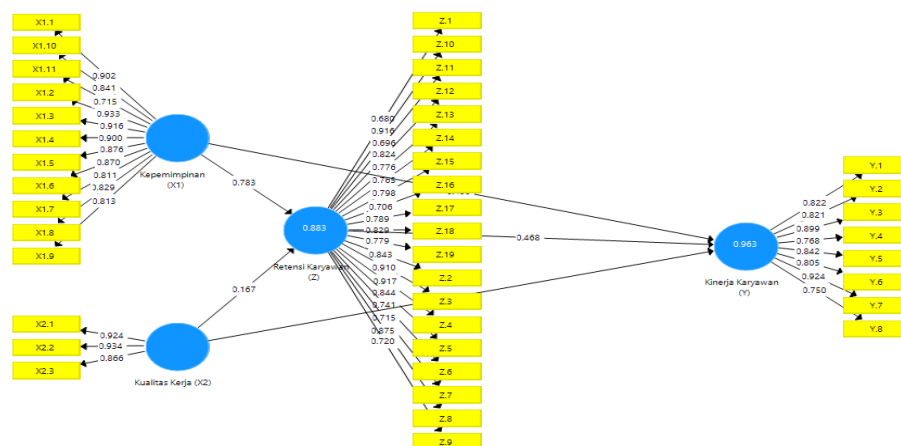 X1.1
X1.10
X1.11
X1.2
X1.3
X1.4
X1.5
X1.6
X1.7
X1.8
X1.9
0.902
0.841
0.715
0.933
0.916
0.900
0.876
0.870
0.811
0.829
0.813
Kepemimpinan
(X1)
0.783
X2.1
X2.2
X2.3
0.924
0.934
0.866
Kualitas Kerja (X2)
0.167
0.883
Retensi Karyawan
(Z)
0.680
0.916
0.696
0.824
0.776
0.765
0.798
0.706
0.789
0.829
0.779
0.843
0.910
0.917
0.844
0.741
0.715
0.875
0.720
Z.1
Z.10
Z.11
Z.12
Z.13
Z.14
Z.15
Z.16
Z.17
Z.18
Z.19
Z.2
Z.3
Z.4
Z.5
Z.6
Z.7
Z.8
Z.9
0.468
0.963
Kinerja Karyawan
(Y)
0.822
0.821
0.899
0.768
0.842
0.805
0.924
0.750
Y.1
Y.2
Y.3
Y.4
Y.5
Y.6
Y.7
Y.8